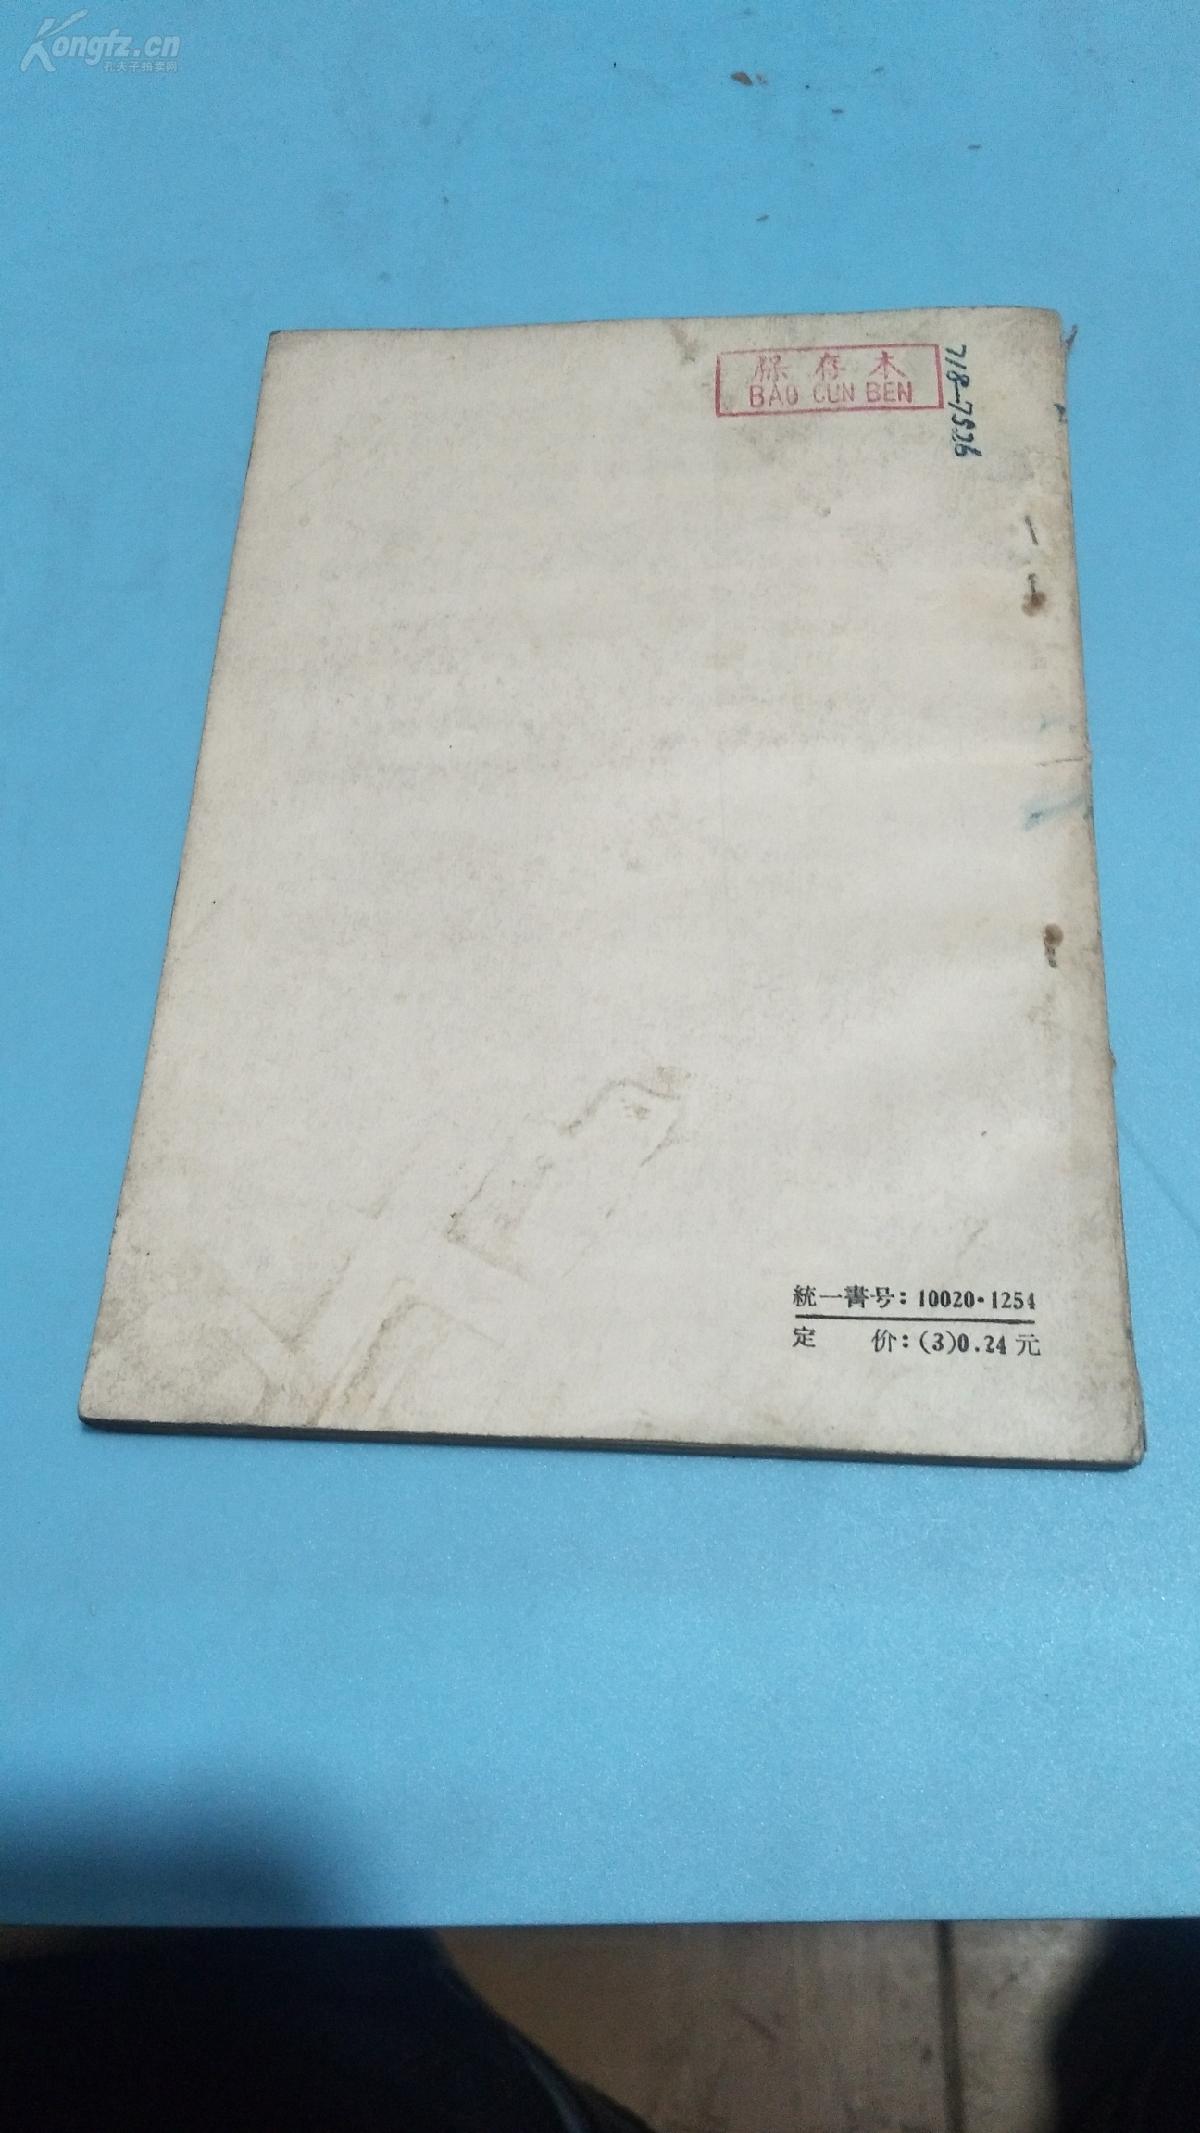 Kongfz.cn
孔夫子拍卖网
保存本
BAO CUN BEN
718-7526
統一書号：10020·1254
定　　价：(3)0.24元